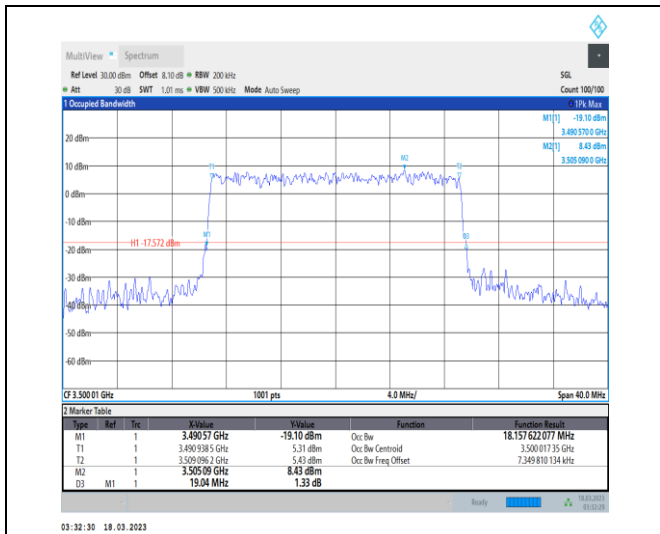 MultiView Spectrum
Ref Level 30.00 dBm Offset 8.10 dB RBW 200 kHz SGL
Att 30 dB SWT 1.01 ms VBW 500 kHz Mode Auto Sweep Count 100/100
1 Occupied Bandwidth 1Pk Max
M1[1] -19.10 dBm
3.490 570 0 GHz
M2[1] 8.43 dBm
3.505 090 0 GHz
20 dBm
10 dBm
T1 M2 T2
0 dBm
-10 dBm
M1 D3
H1 -17.572 dBm
-20 dBm
-30 dBm
-40 dBm
-50 dBm
-60 dBm
CF 3.500 01 GHz 1001 pts 4.0 MHz/ Span 40.0 MHz
2 Marker Table
Type Ref Trc X-Value Y-Value Function Function Result
M1 1 3.490 57 GHz -19.10 dBm Occ Bw 18.157 622 077 MHz
T1 1 3.490 938 5 GHz 5.31 dBm Occ Bw Centroid 3.500 017 35 GHz
T2 1 3.509 096 2 GHz 5.43 dBm Occ Bw Freq Offset 7.349 810 134 kHz
M2 1 3.505 09 GHz 8.43 dBm
D3 M1 1 19.04 MHz 1.33 dB
Ready 18.03.2023
03:32:29
03:32:30 18.03.2023